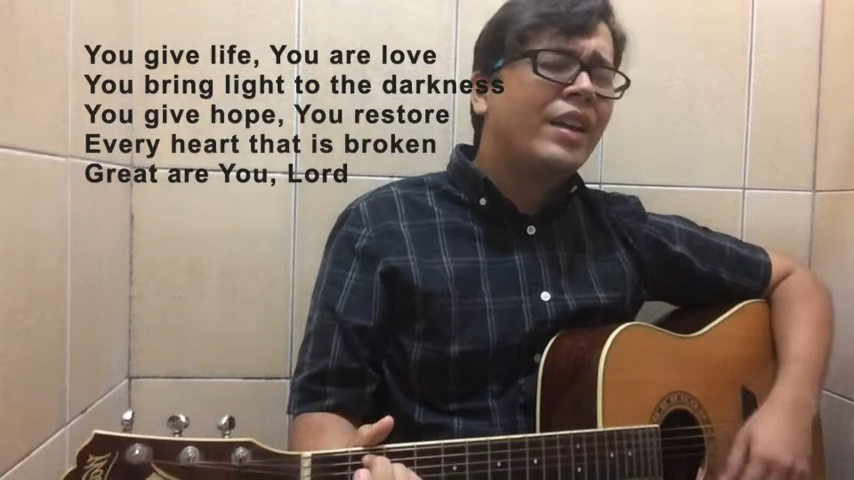 You give life, You are love
You bring light to the darkness
You give hope, You restore
Every heart that is broken
Great are You, Lord